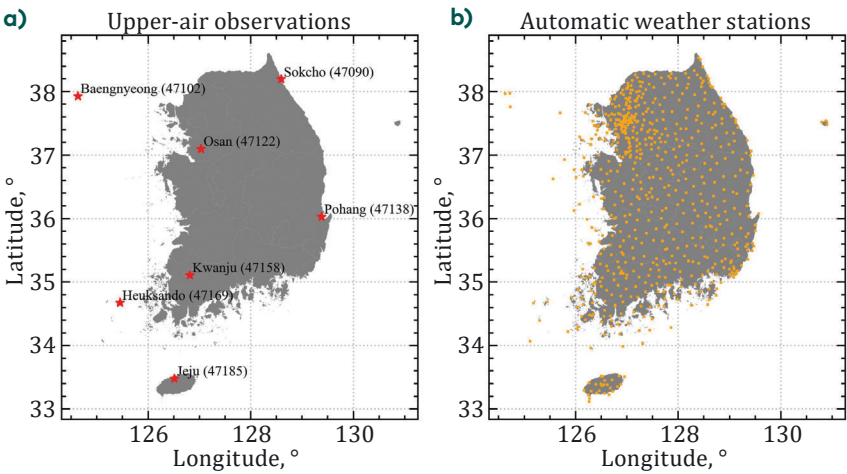 a)
Upper-air observations
Sokcho (47090)
Baengnyeong (47102)
Osan (47122)
Pohang (47138)
Kwanju (47158)
Heuksando (47169)
Jeju (47185)
38
37
36
35
34
33
Latitude, °
126
128
130
Longitude, °
b)
Automatic weather stations
38
37
36
35
34
33
Latitude, °
126
128
130
Longitude, °